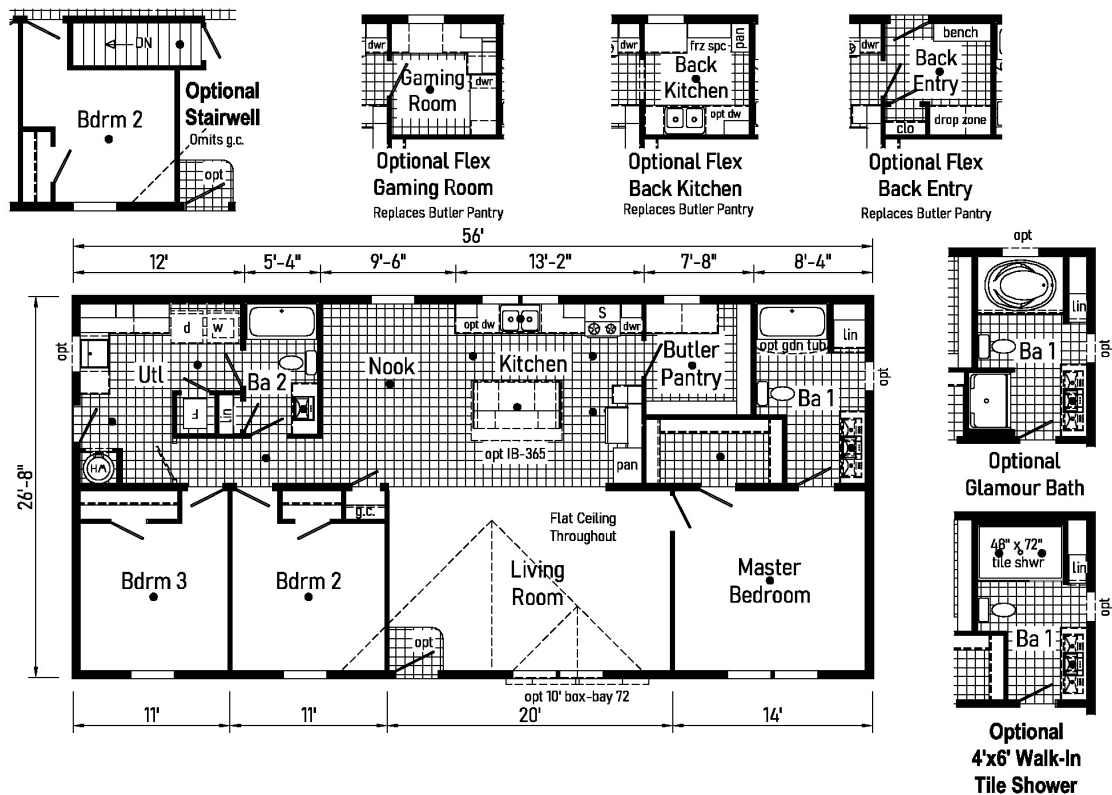 DN
Bdrm 2
Optional
Stairwell
Omits g.c.
opt
dwr
Gaming
Room
dwr
Optional Flex
Gaming Room
Replaces Butler Pantry
dwr
frz spc
pan
Back
Kitchen
opt dw
Optional Flex
Back Kitchen
Replaces Butler Pantry
dwr
bench
Back
Entry
clo
drop zone
Optional Flex
Back Entry
Replaces Butler Pantry
56'
12'
5'-4"
9'-6"
13'-2"
7'-8"
8'-4"
26'-8"
opt
d
w
Utl
F
lin
Ba 2
HW
Nook
opt dw
S
dwr
Kitchen
opt IB-365
pan
Butler
Pantry
opt gdn tub
lin
opt
Ba 1
g.c.
Flat Ceiling
Throughout
Bdrm 3
Bdrm 2
Living
Room
Master
Bedroom
opt
opt
opt 10' box-bay 72
11'
11'
20'
14'
opt
lin
Ba 1
opt
Optional
Glamour Bath
48" x 72"
tile shwr
lin
opt
Ba 1
Optional
4'x6' Walk-In
Tile Shower